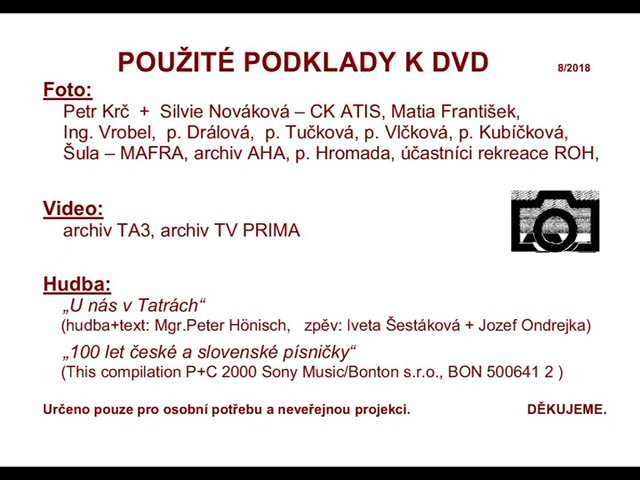 POUŽITÉ PODKLADY K DVD 8/2018
Foto:
Petr Krč + Silvie Nováková – CK ATIS, Matia František,
Ing. Vrobel, p. Drálová, p. Tučková, p. Vlčková, p. Kubíčková,
Šula – MAFRA, archiv AHA, p. Hromada, účastníci rekreace ROH,
Video:
archiv TA3, archiv TV PRIMA
Hudba:
„U nás v Tatrách“
(hudba+text: Mgr.Peter Hönisch, zpěv: Iveta Šestáková + Jozef Ondrejka)
„100 let české a slovenské písničky“
(This compilation P+C 2000 Sony Music/Bonton s.r.o., BON 500641 2 )
Určeno pouze pro osobní potřebu a neveřejnou projekci. DĚKUJEME.